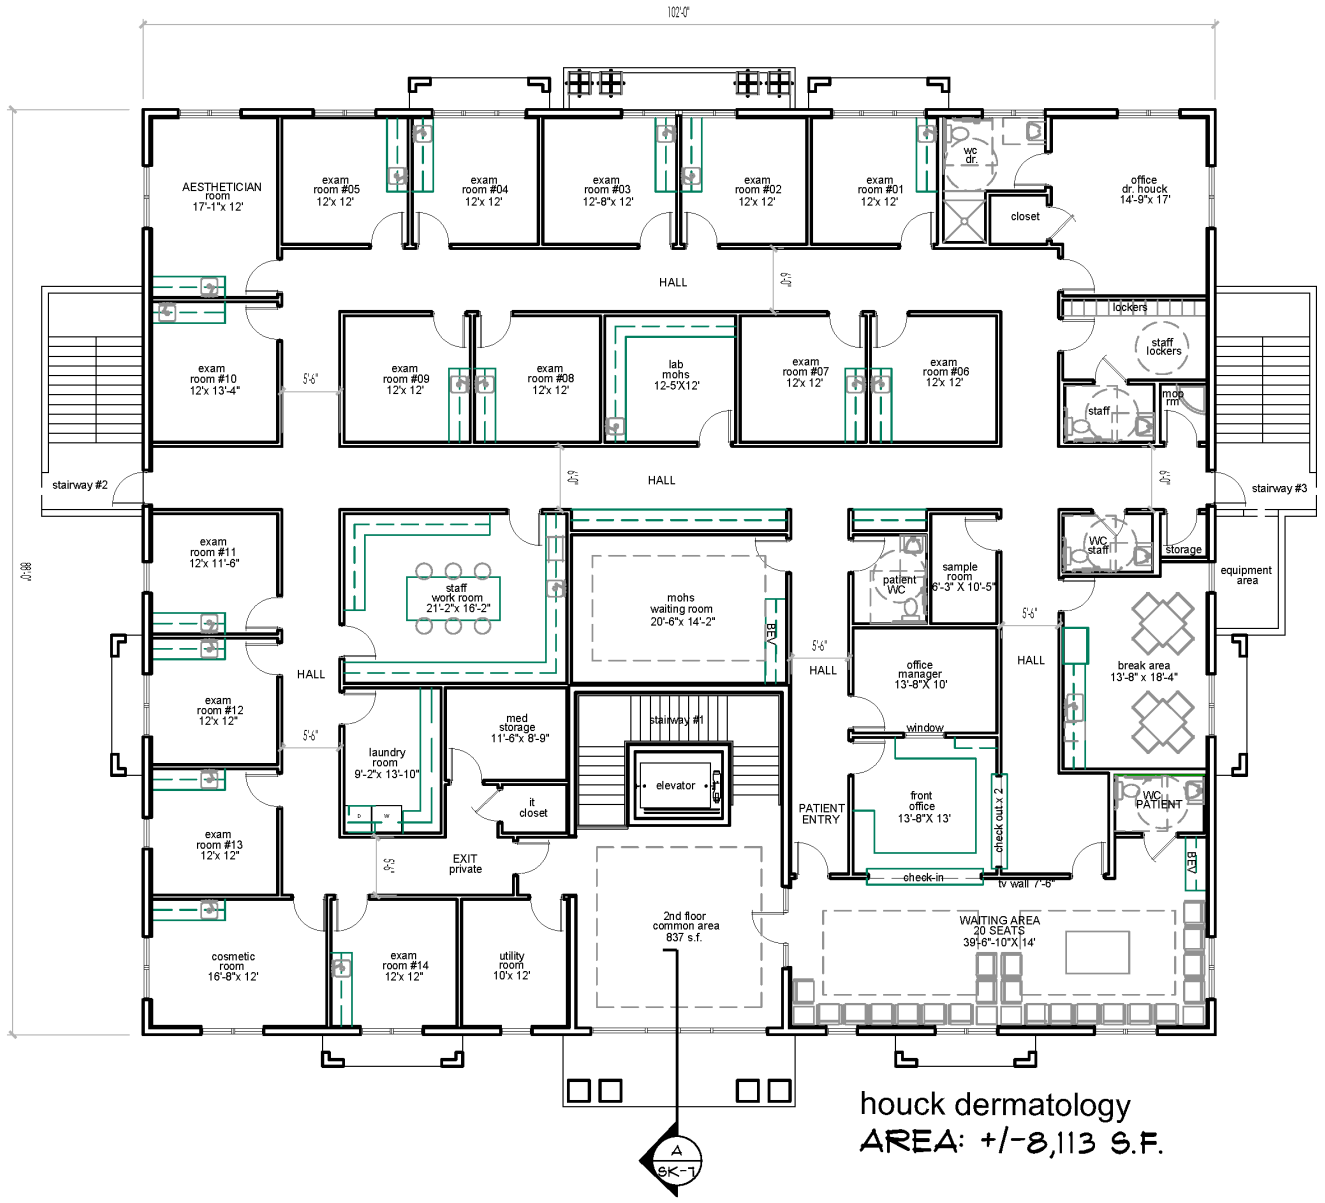 102'-0"
AESTHETICIAN
room
17'-1"x 12'
exam
room #05
12'x 12'
exam
room #04
12'x 12'
exam
room #03
12'-8"x 12'
exam
room #02
12'x 12'
exam
room #01
12'x 12'
wc
dr.
office
dr. houck
14'-9"x 17'
closet
HALL
6'-0"
lockers
staff
lockers
exam
room #10
12'x 13'-4"
5'-6"
exam
room #09
12'x 12'
exam
room #08
12'x 12'
lab
mohs
12-5'X12'
exam
room #07
12'x 12'
exam
room #06
12'x 12'
staff
mop
rm
stairway #2
HALL
6'-0"
6'-0"
stairway #3
88'-0"
exam
room #11
12'x 11'-6"
staff
work room
21'-2"x 16'-2"
mohs
waiting room
20'-6"x 14'-2"
BEV
patient
WC
sample
room
6'-3" X 10'-5"
WC
staff
storage
equipment
area
5'-6"
5'-6"
HALL
HALL
HALL
office
manager
13'-8"X 10'
break area
13'-8" x 18'-4"
exam
room #12
12'x 12"
5'-6"
laundry
room
9'-2"x 13'-10"
D
W
med
storage
11'-6"x 8'-9"
stairway #1
window
elevator
it
closet
PATIENT
ENTRY
front
office
13'-8"X 13'
check out x 2
WC
PATIENT
exam
room #13
12'x 12"
5'-0"
EXIT
private
check-in
tv wall 7'-6"
BEV
cosmetic
room
16'-8"x 12'
exam
room #14
12'x 12"
utility
room
10'x 12'
2nd floor
common area
837 s.f.
WAITING AREA
20 SEATS
39'-6"-10"X 14'
houck dermatology
AREA: +/-8,113 S.F.
A
SK-7